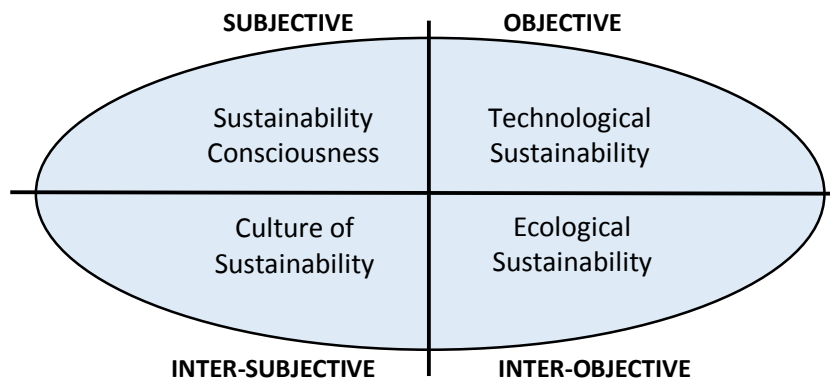 SUBJECTIVE OBJECTIVE
Sustainability
Consciousness
Technological
Sustainability
Culture of
Sustainability
Ecological
Sustainability
INTER-SUBJECTIVE INTER-OBJECTIVE